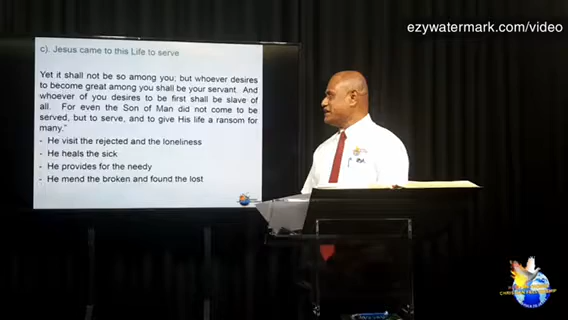 ezywatermark.com/video
c). Jesus came to this Life to serve
Yet it shall not be so among you; but whoever desires
to become great among you shall be your servant. And
whoever of you desires to be first shall be slave of
all. For even the Son of Man did not come to be
served, but to serve, and to give His life a ransom for
many."
- He visit the rejected and the loneliness
- He heals the sick
- He provides for the needy
- He mend the broken and found the lost